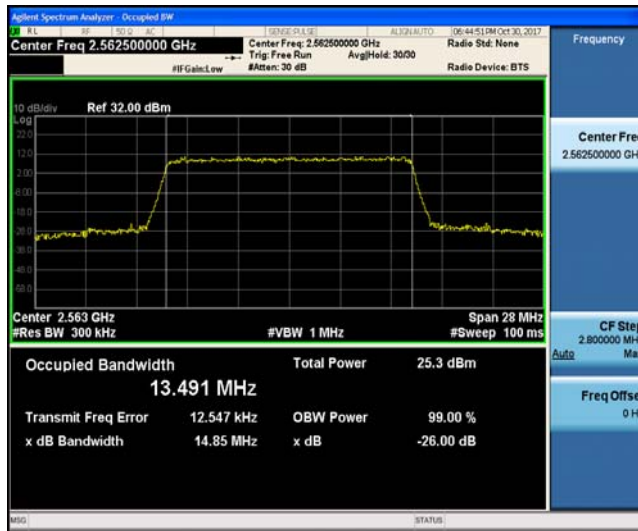 Agilent Spectrum Analyzer - Occupied BW
RL RF 50 Ω AC SENSE:PULSE ALIGN AUTO 06:44:51 PM Oct 30, 2017
Center Freq 2.562500000 GHz
Center Freq: 2.562500000 GHz
Radio Std: None
Trig: Free Run Avg|Hold: 30/30
#IFGain:Low #Atten: 30 dB
Radio Device: BTS
Frequency
10 dB/div Ref 32.00 dBm
Log
22.0
12.0
2.00
-8.00
-18.0
-28.0
-38.0
-48.0
-58.0
Center Fre
2.562500000 GH
Center 2.563 GHz Span 28 MHz
#Res BW 300 kHz #VBW 1 MHz #Sweep 100 ms
CF Ste
2.800000 MH
Auto Ma
Occupied Bandwidth Total Power 25.3 dBm
13.491 MHz
Transmit Freq Error 12.547 kHz OBW Power 99.00 %
x dB Bandwidth 14.85 MHz x dB -26.00 dB
Freq Offse
0 H
MSG STATUS